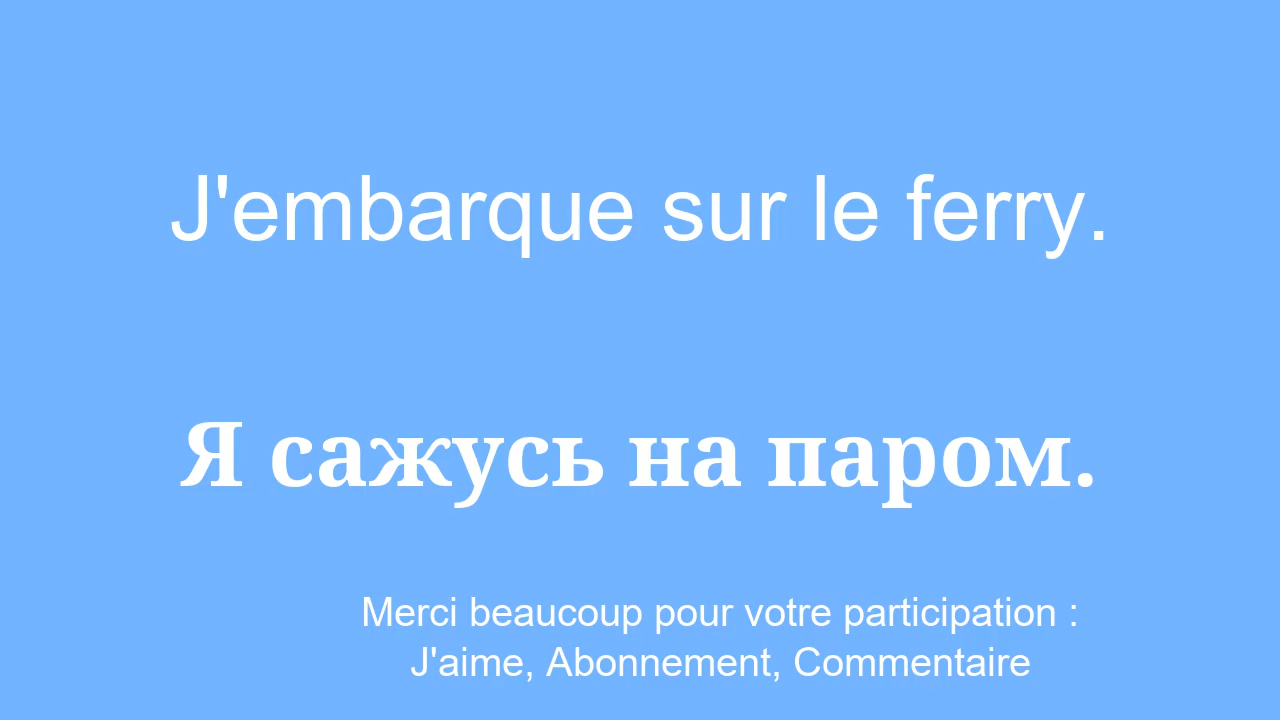 J'embarque sur le ferry.
Я сажусь на паром.
Merci beaucoup pour votre participation :
J'aime, Abonnement, Commentaire